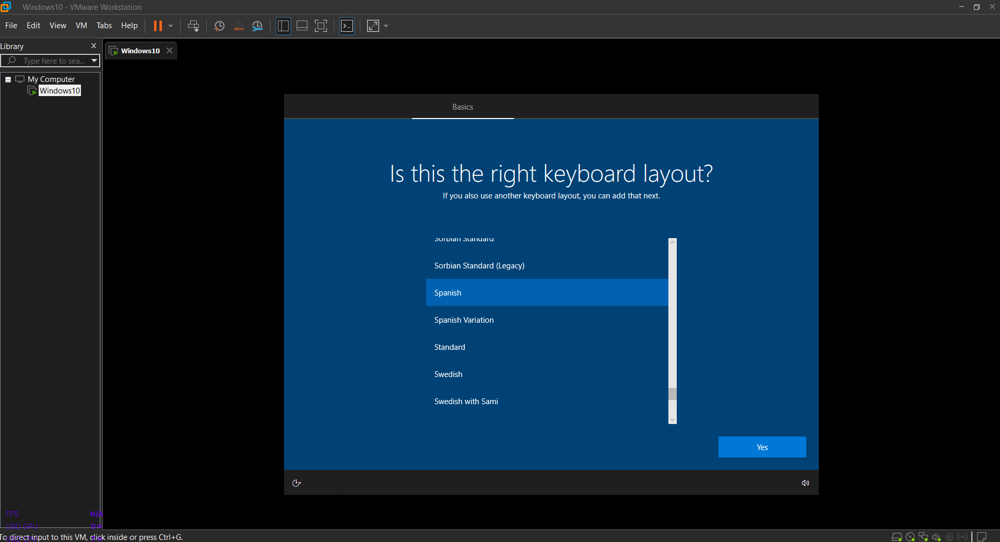 Windows10 - VMware Workstation
File Edit View VM Tabs Help
Library
Type here to sea...
Windows10
My Computer
Windows10
Basics
Is this the right keyboard layout?
If you also use another keyboard layout, you can add that next.
Sorbian Standard
Sorbian Standard (Legacy)
Spanish
Spanish Variation
Standard
Swedish
Swedish with Sami
Yes
FPS N/A
USO GPU 0%
To direct input to this VM, click inside or press Ctrl+G.